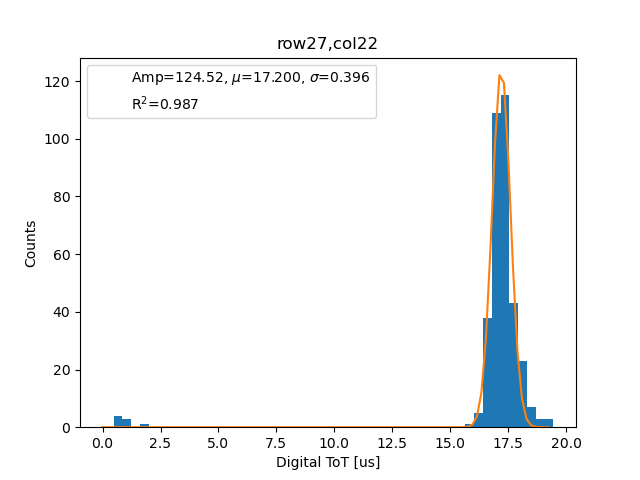 row27,col22
Amp=124.52, μ=17.200, σ=0.396
R²=0.987
120
100
80
60
40
20
0
Counts
0.0 2.5 5.0 7.5 10.0 12.5 15.0 17.5 20.0
Digital ToT [us]